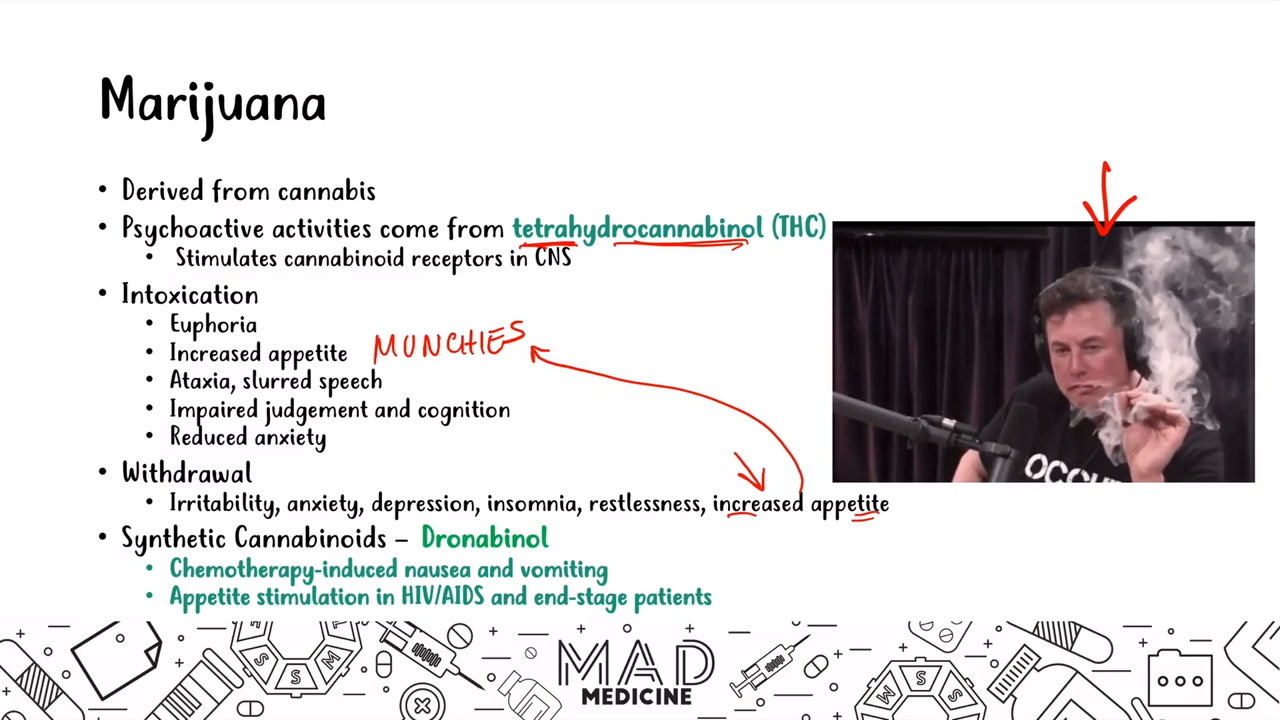 Marijuana
• Derived from cannabis
• Psychoactive activities come from tetrahydrocannabinol (THC)
• Stimulates cannabinoid receptors in CNS
• Intoxication
• Euphoria
• Increased appetite MUNCHIES
• Ataxia, slurred speech
• Impaired judgement and cognition
• Reduced anxiety
• Withdrawal
• Irritability, anxiety, depression, insomnia, restlessness, increased appetite
• Synthetic Cannabinoids – Dronabinol
• Chemotherapy-induced nausea and vomiting
• Appetite stimulation in HIV/AIDS and end-stage patients
MAD
MEDICINE
S S M
M S S